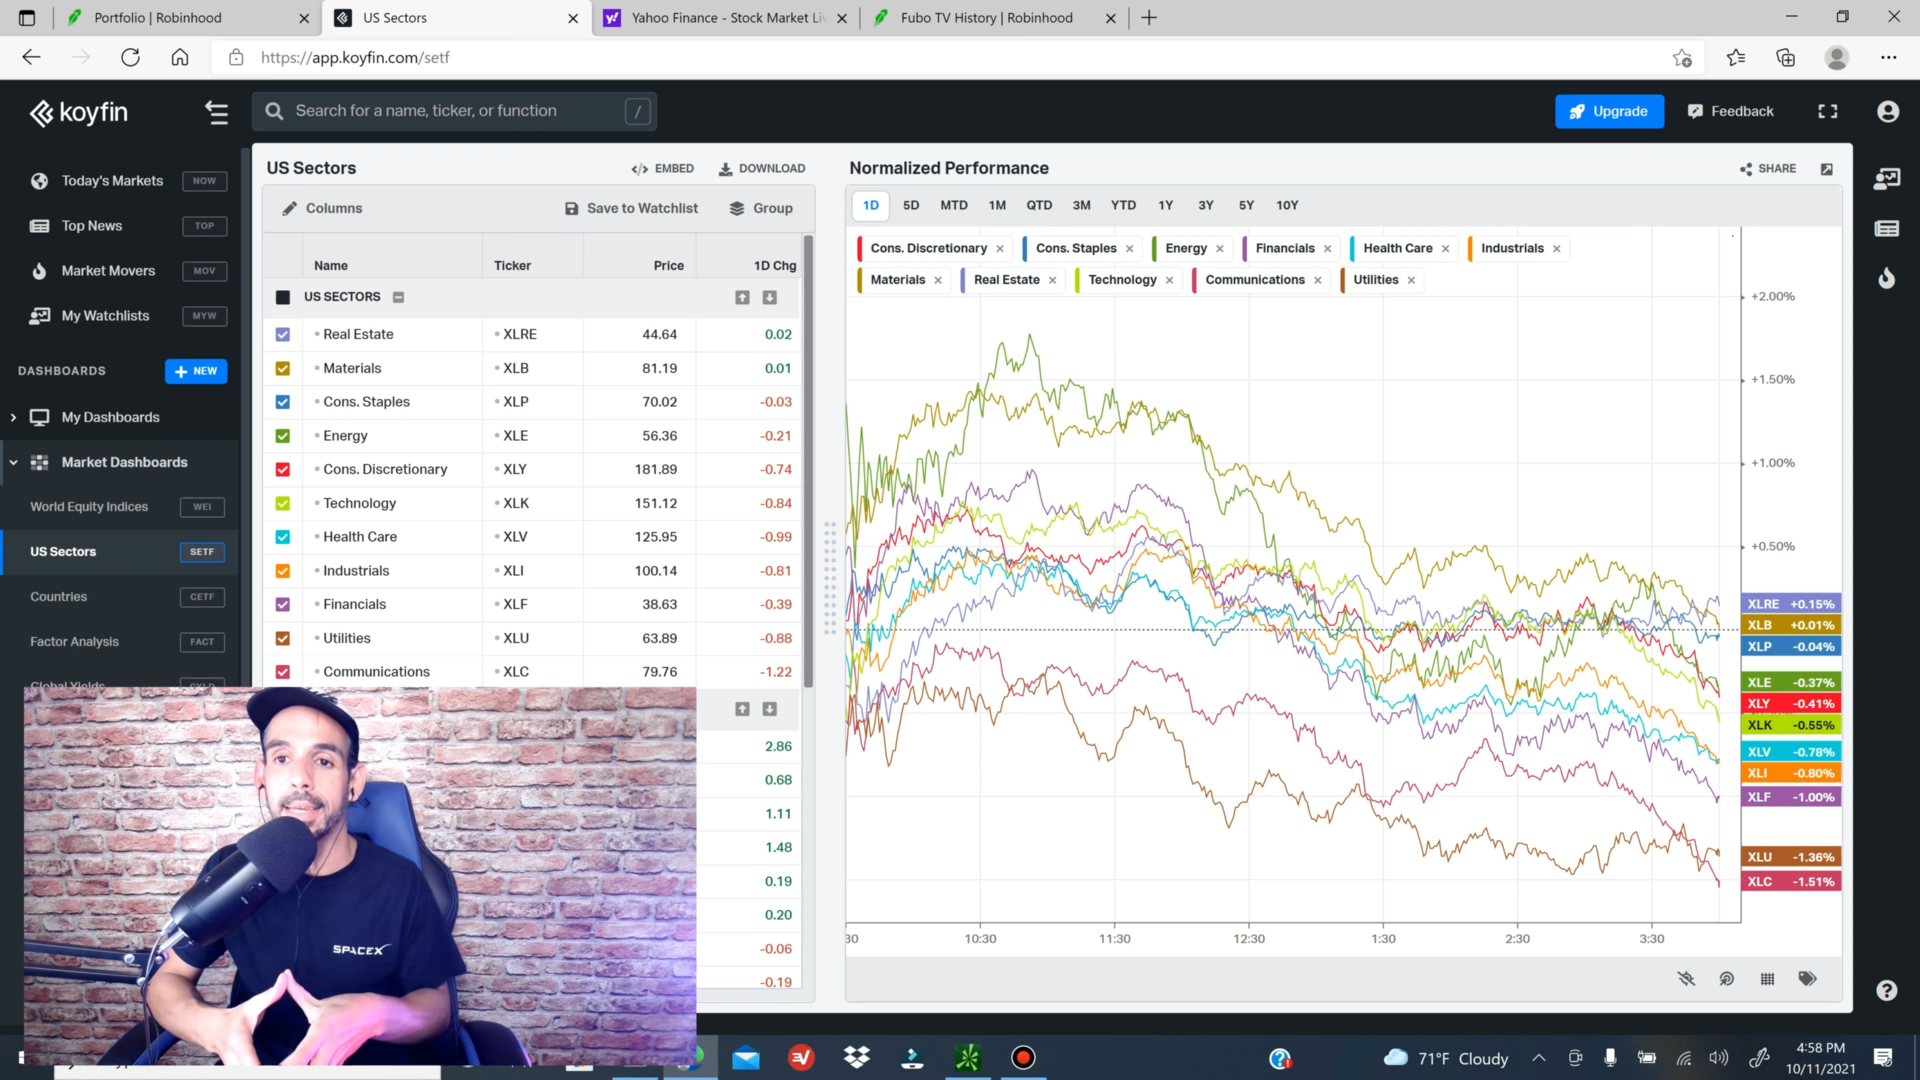 Portfolio | Robinhood
US Sectors
Yahoo Finance - Stock Market Li
Fubo TV History | Robinhood
https://app.koyfin.com/setf
koyfin
Search for a name, ticker, or function
/
Upgrade
Feedback
Today's Markets NOW
Top News TOP
Market Movers MOV
My Watchlists MYW
DASHBOARDS
NEW
My Dashboards
Market Dashboards
World Equity Indices WEI
US Sectors SETF
Countries CETF
Factor Analysis FACT
Global Yields
US Sectors
EMBED
DOWNLOAD
Columns
Save to Watchlist
Group
Name Ticker Price 1D Chg
US SECTORS
Real Estate XLRE 44.64 0.02
Materials XLB 81.19 0.01
Cons. Staples XLP 70.02 -0.03
Energy XLE 56.36 -0.21
Cons. Discretionary XLY 181.89 -0.74
Technology XLK 151.12 -0.84
Health Care XLV 125.95 -0.99
Industrials XLI 100.14 -0.81
Financials XLF 38.63 -0.39
Utilities XLU 63.89 -0.88
Communications XLC 79.76 -1.22
2.86
0.68
1.11
1.48
0.19
0.20
-0.06
-0.19
Normalized Performance
SHARE
1D 5D MTD 1M QTD 3M YTD 1Y 3Y 5Y 10Y
Cons. Discretionary Cons. Staples Energy Financials Health Care Industrials
Materials Real Estate Technology Communications Utilities
+2.00%
+1.50%
+1.00%
+0.50%
XLRE +0.15%
XLB +0.01%
XLP -0.04%
XLE -0.37%
XLY -0.41%
XLK -0.55%
XLV -0.78%
XLI -0.80%
XLF -1.00%
XLU -1.36%
XLC -1.51%
30 10:30 11:30 12:30 1:30 2:30 3:30
SPACEX
71°F Cloudy
4:58 PM
10/11/2021